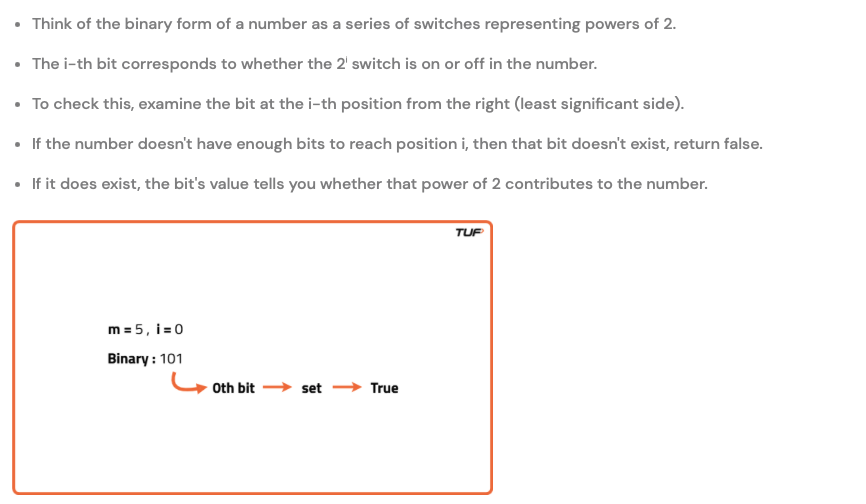 Think of the binary form of a number as a series of switches representing powers of 2.
The i-th bit corresponds to whether the 2ⁱ switch is on or off in the number.
To check this, examine the bit at the i-th position from the right (least significant side).
If the number doesn't have enough bits to reach position i, then that bit doesn't exist, return false.
If it does exist, the bit's value tells you whether that power of 2 contributes to the number.
TUF
m = 5, i = 0
Binary : 101
0th bit → set → True